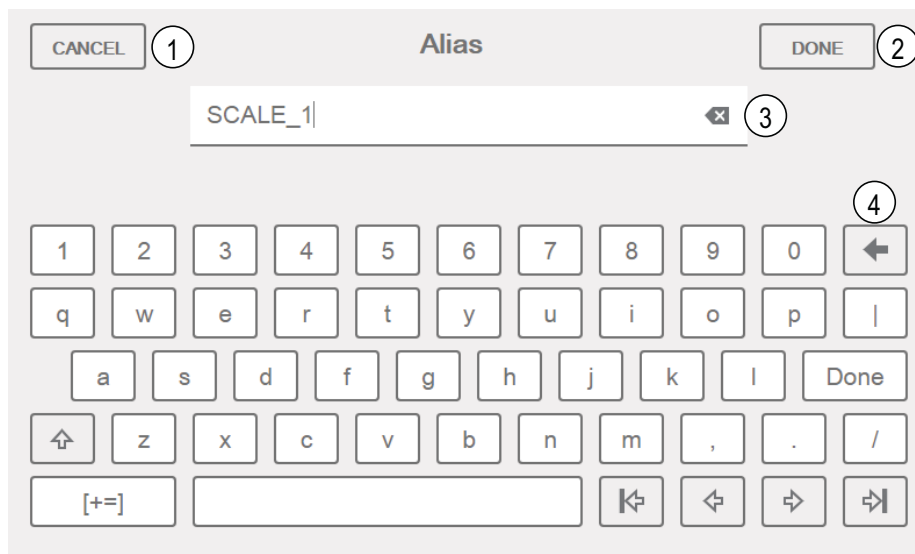 CANCEL 1 Alias DONE 2
SCALE_1 3
4
1 2 3 4 5 6 7 8 9 0
q w e r t y u i o p |
a s d f g h j k l Done
z x c v b n m , . /
[+=]